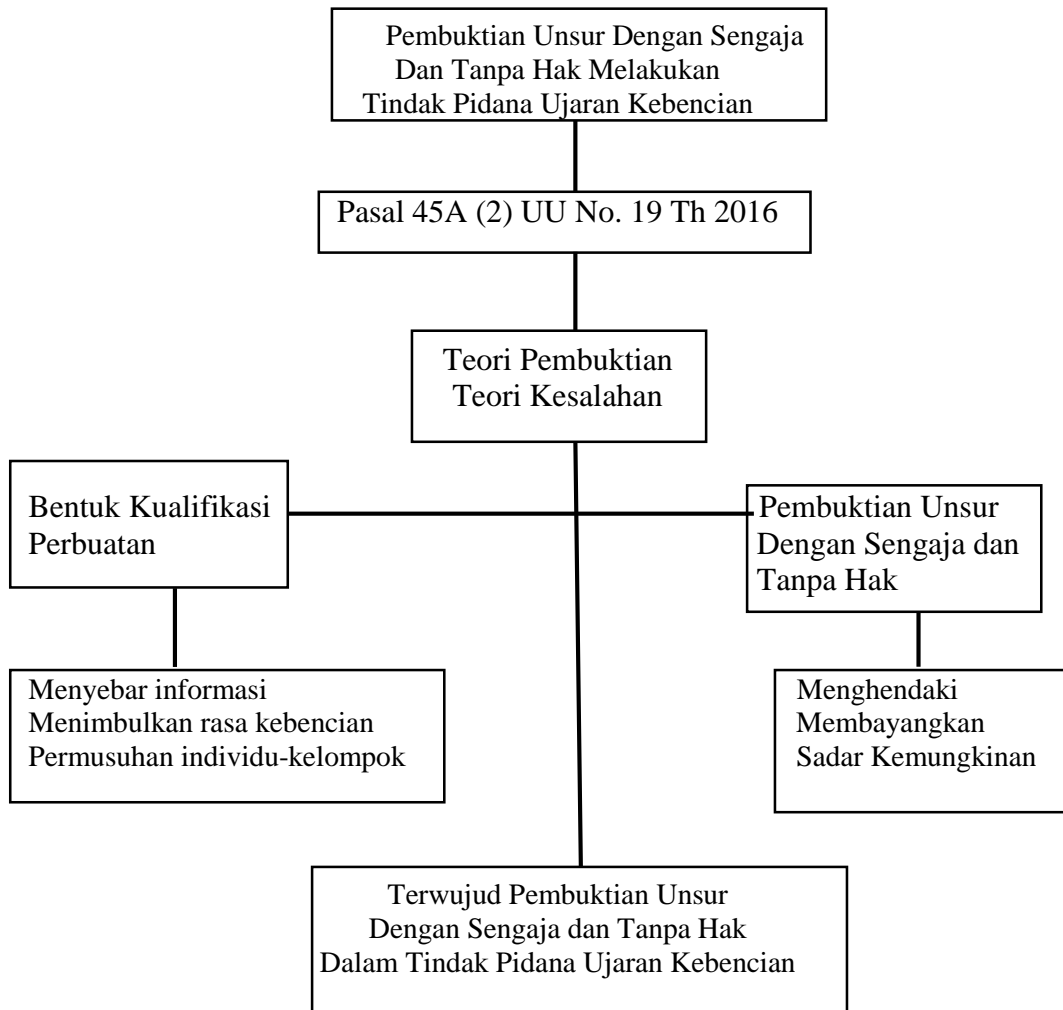 Pembuktian Unsur Dengan Sengaja
Dan Tanpa Hak Melakukan
Tindak Pidana Ujaran Kebencian
Pasal 45A (2) UU No. 19 Th 2016
Teori Pembuktian
Teori Kesalahan
Bentuk Kualifikasi
Perbuatan
Pembuktian Unsur
Dengan Sengaja dan
Tanpa Hak
Menyebar informasi
Menimbulkan rasa kebencian
Permusuhan individu-kelompok
Menghendaki
Membayangkan
Sadar Kemungkinan
Terwujud Pembuktian Unsur
Dengan Sengaja dan Tanpa Hak
Dalam Tindak Pidana Ujaran Kebencian